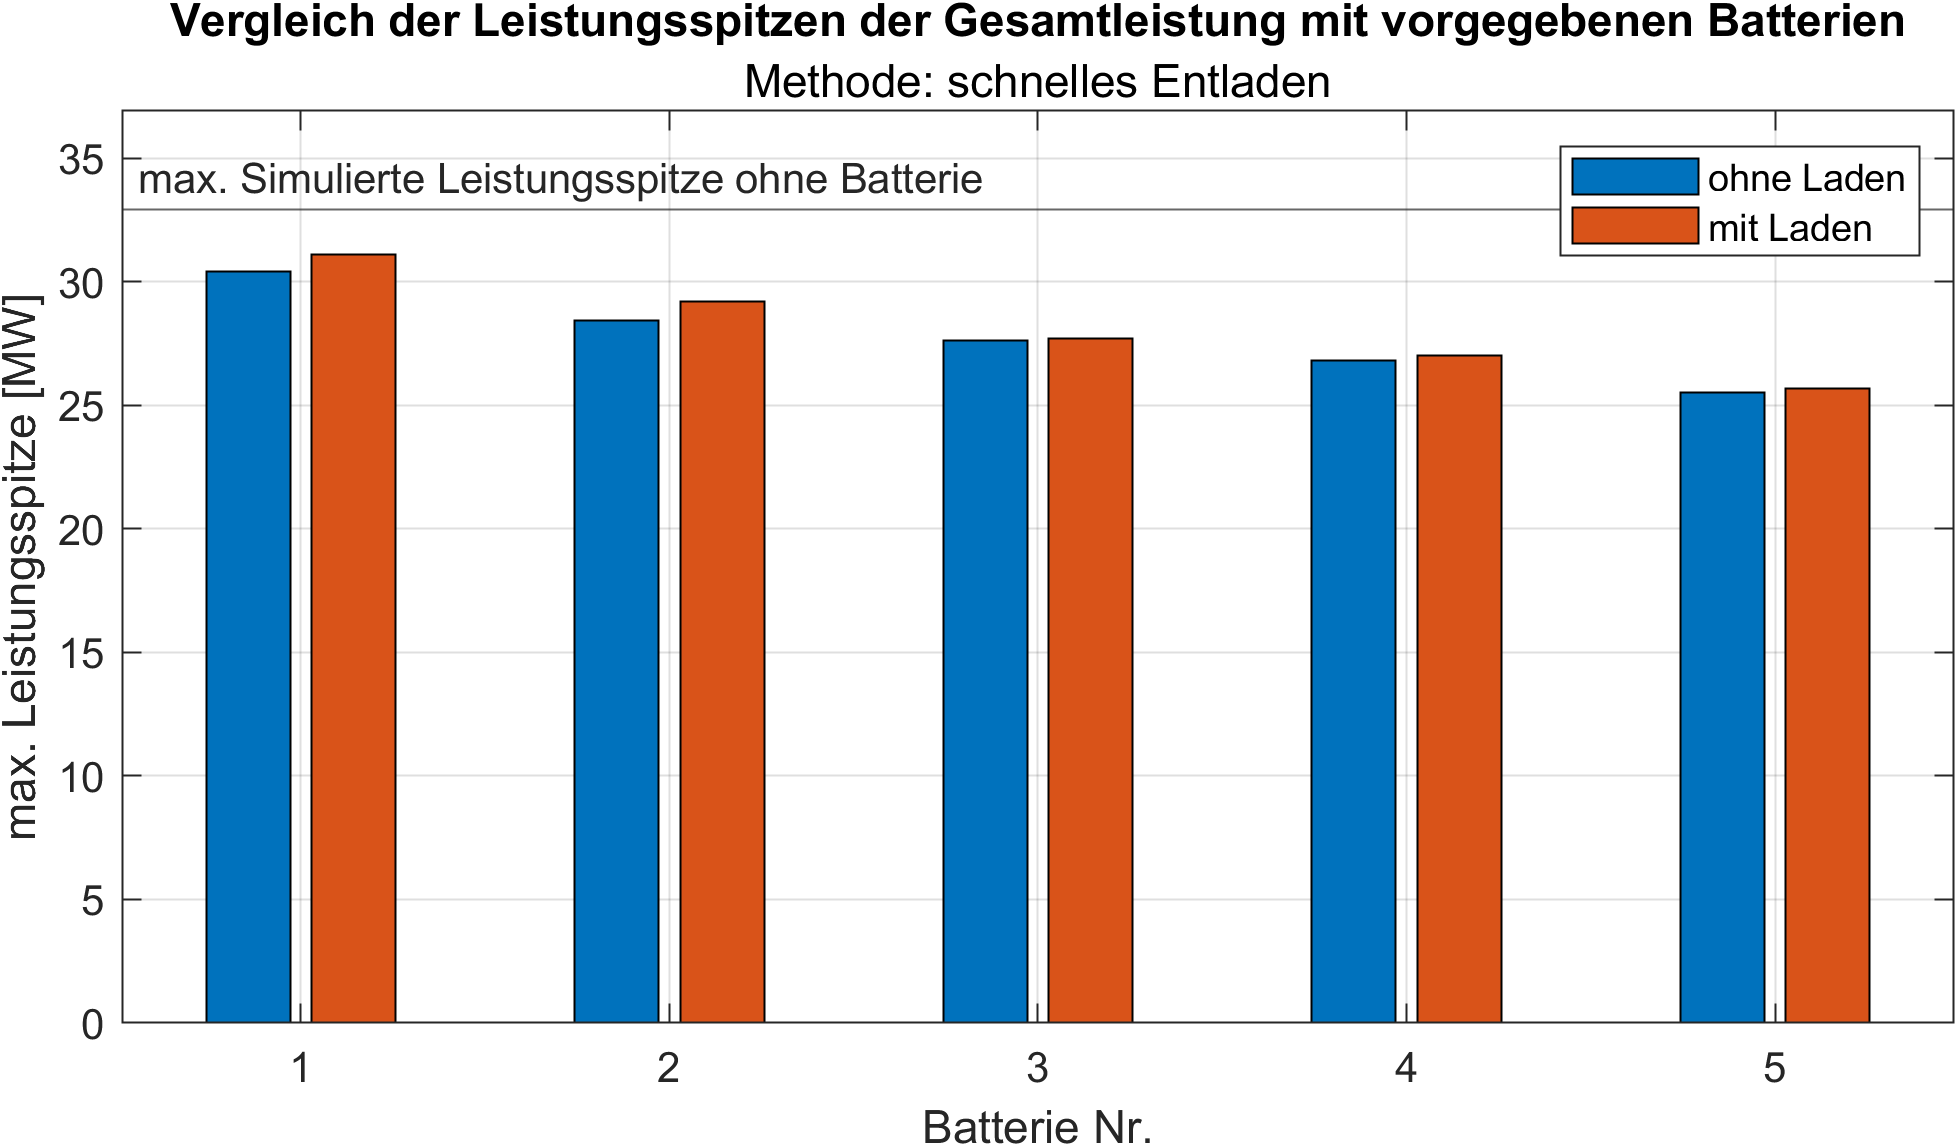 Vergleich der Leistungsspitzen der Gesamtleistung mit vorgegebenen Batterien
Methode: schnelles Entladen
max. Simulierte Leistungsspitze ohne Batterie
ohne Laden
mit Laden
max. Leistungsspitze [MW]
35
30
25
20
15
10
5
0
1 2 3 4 5
Batterie Nr.